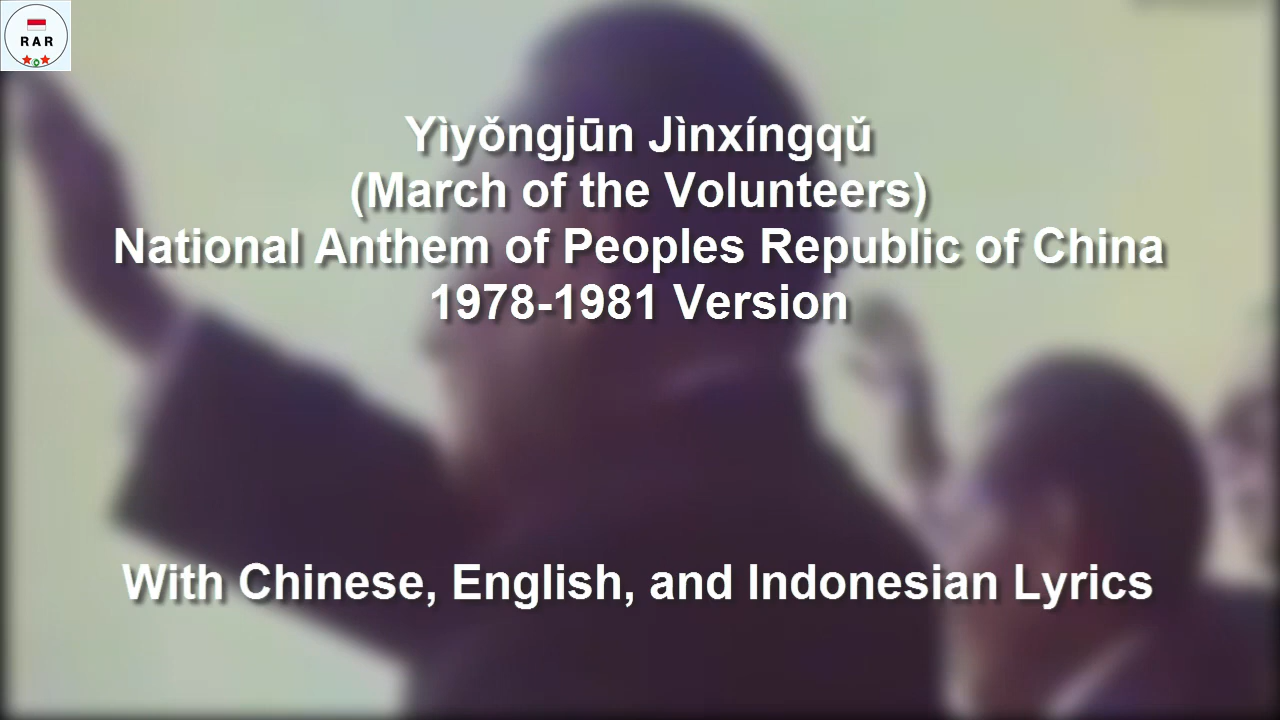 RAR
Yìyǒngjūn Jìnxíngqǔ
(March of the Volunteers)
National Anthem of Peoples Republic of China
1978-1981 Version
With Chinese, English, and Indonesian Lyrics